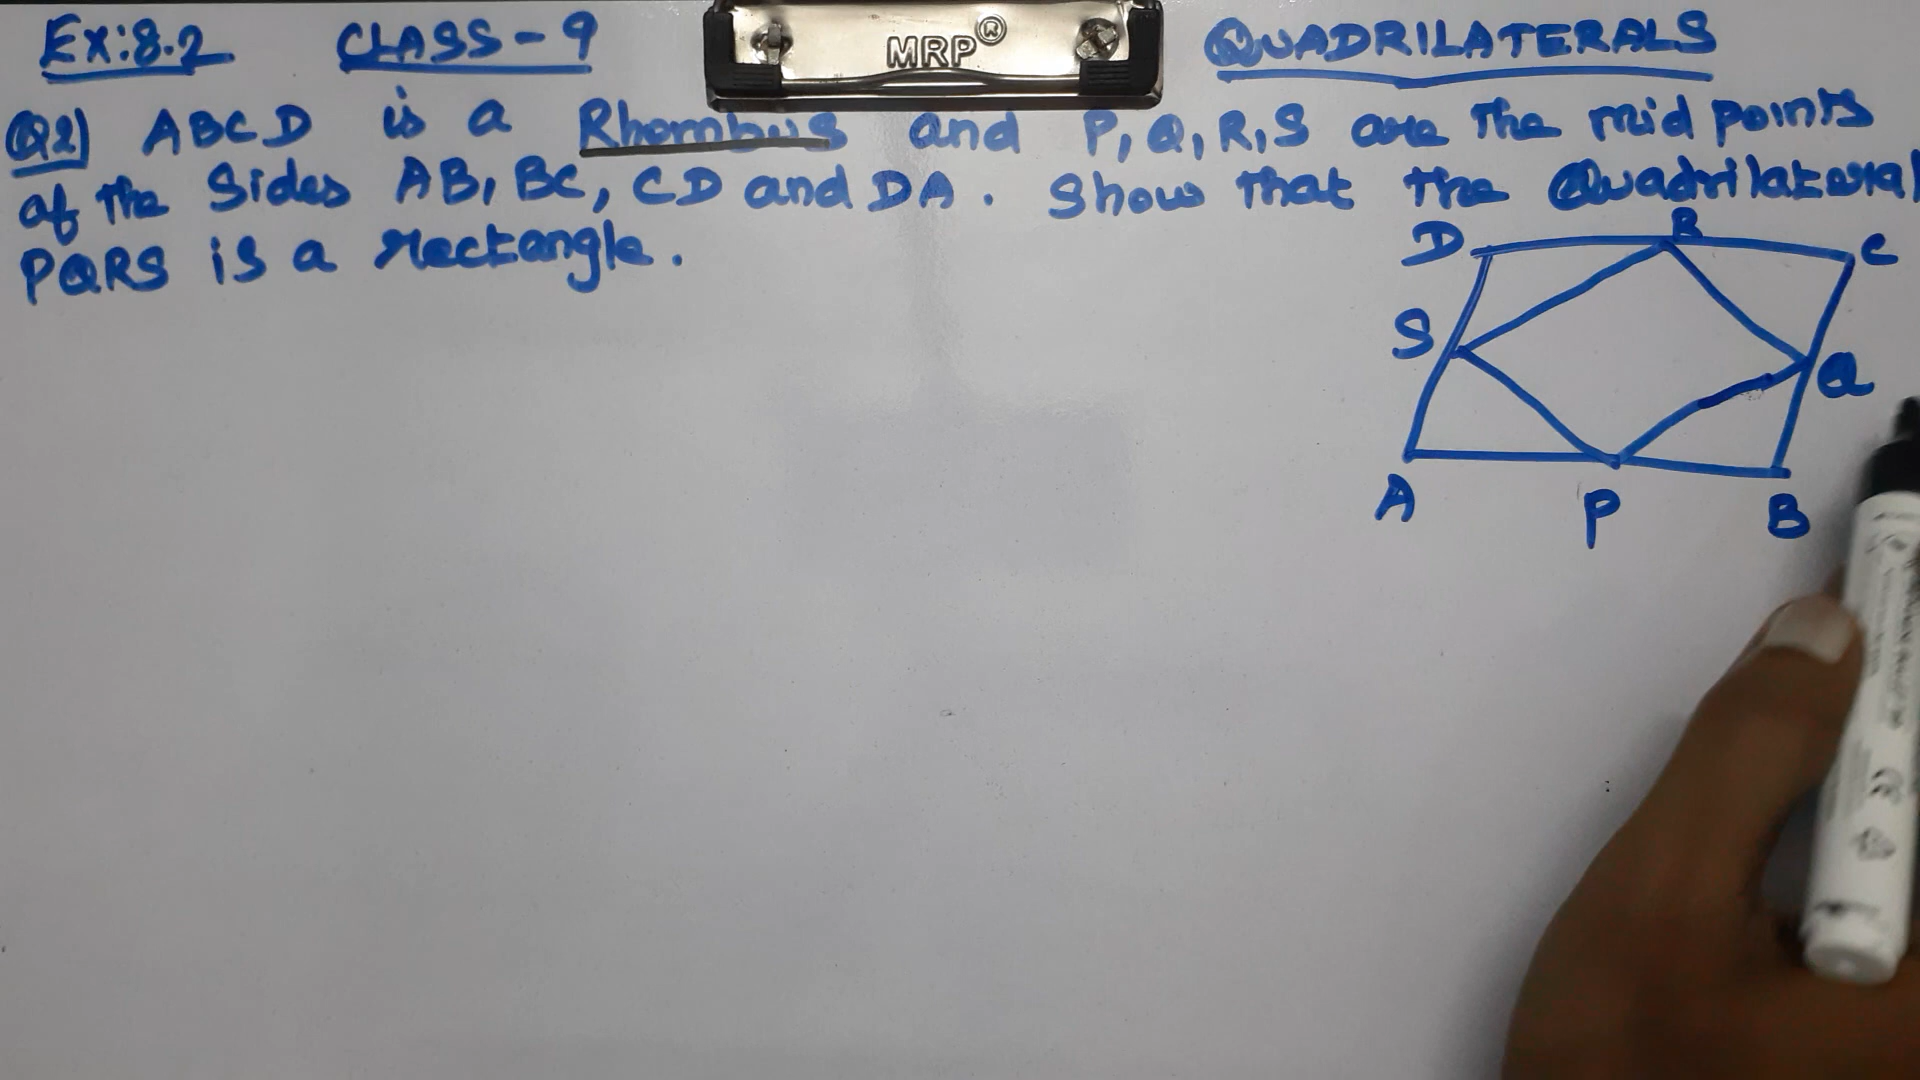 Ex:8.2 CLASS-9 MRP® QUADRILATERALS
Q2) ABCD is a Rhombus and P, Q, R, S are the mid points
of the sides AB, BC, CD and DA. Show that the Quadrilateral
PQRS is a rectangle.
D R C
S Q
A P B
CE